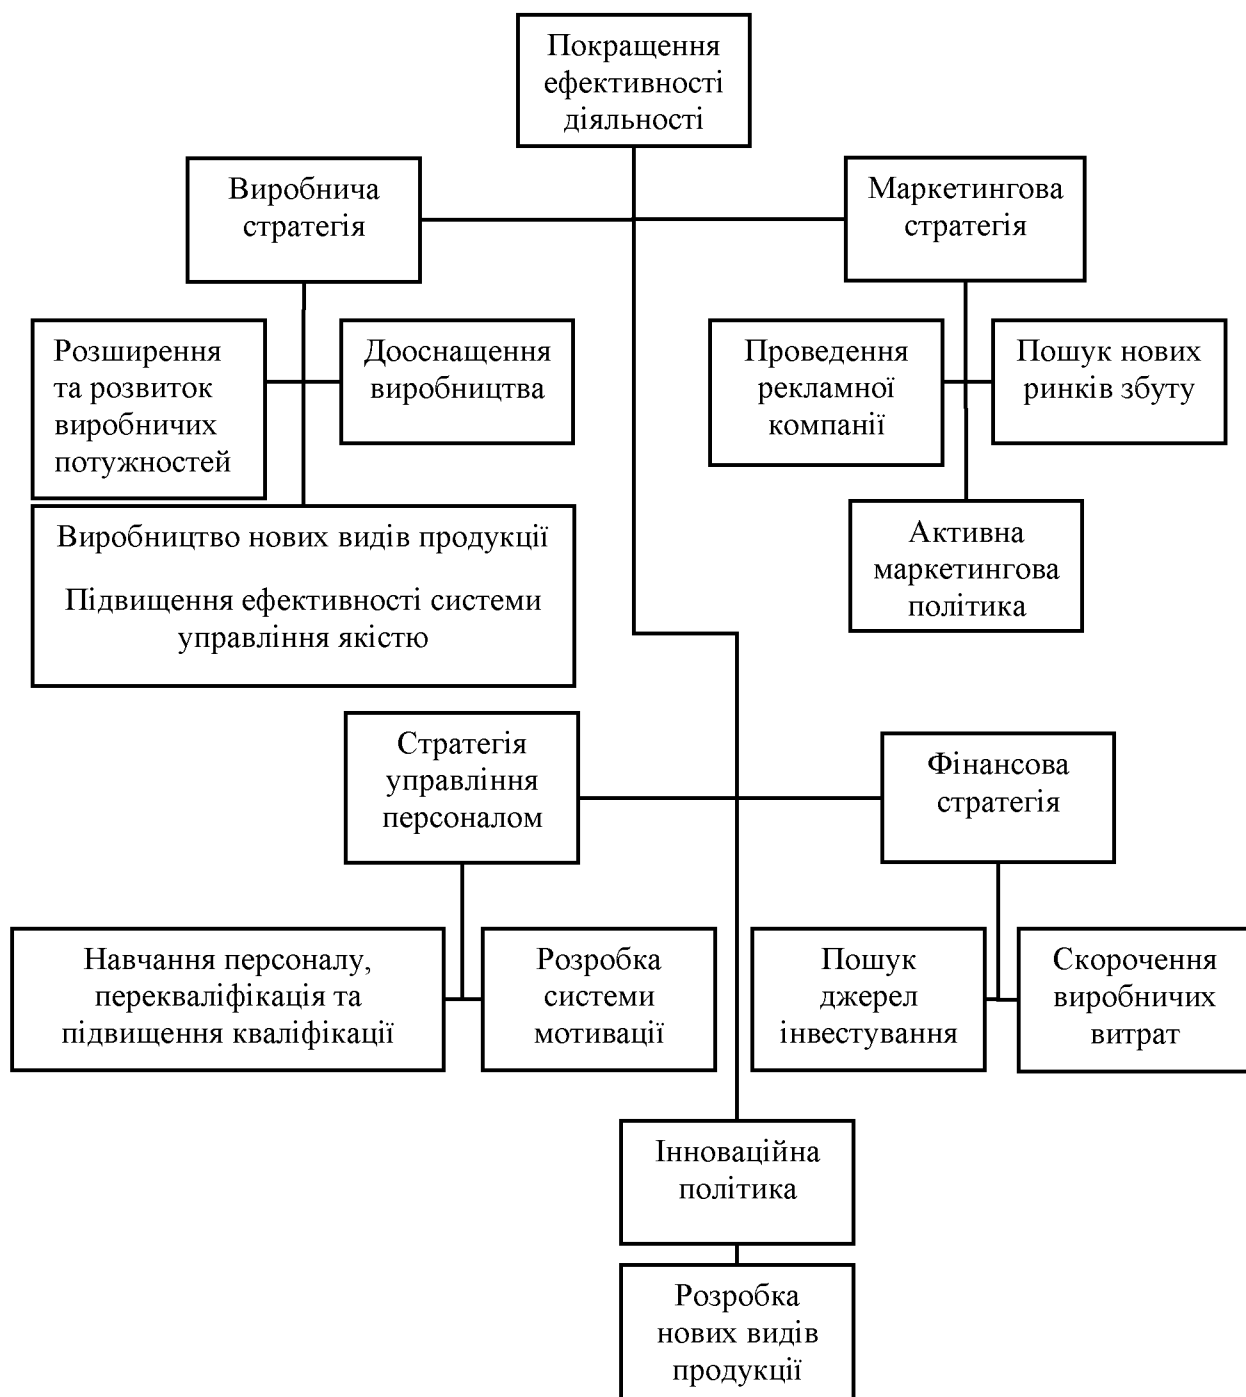 Покращення
ефективності
діяльності
Виробнича
стратегія
Маркетингова
стратегія
Розширення
та розвиток
виробничих
потужностей
Дооснащення
виробництва
Проведення
рекламної
компанії
Пошук нових
ринків збуту
Виробництво нових видів продукції
Підвищення ефективності системи
управління якістю
Активна
маркетингова
політика
Стратегія
управління
персоналом
Фінансова
стратегія
Навчання персоналу,
перекваліфікація та
підвищення кваліфікації
Розробка
системи
мотивації
Пошук
джерел
інвестування
Скорочення
виробничих
витрат
Інноваційна
політика
Розробка
нових видів
продукції